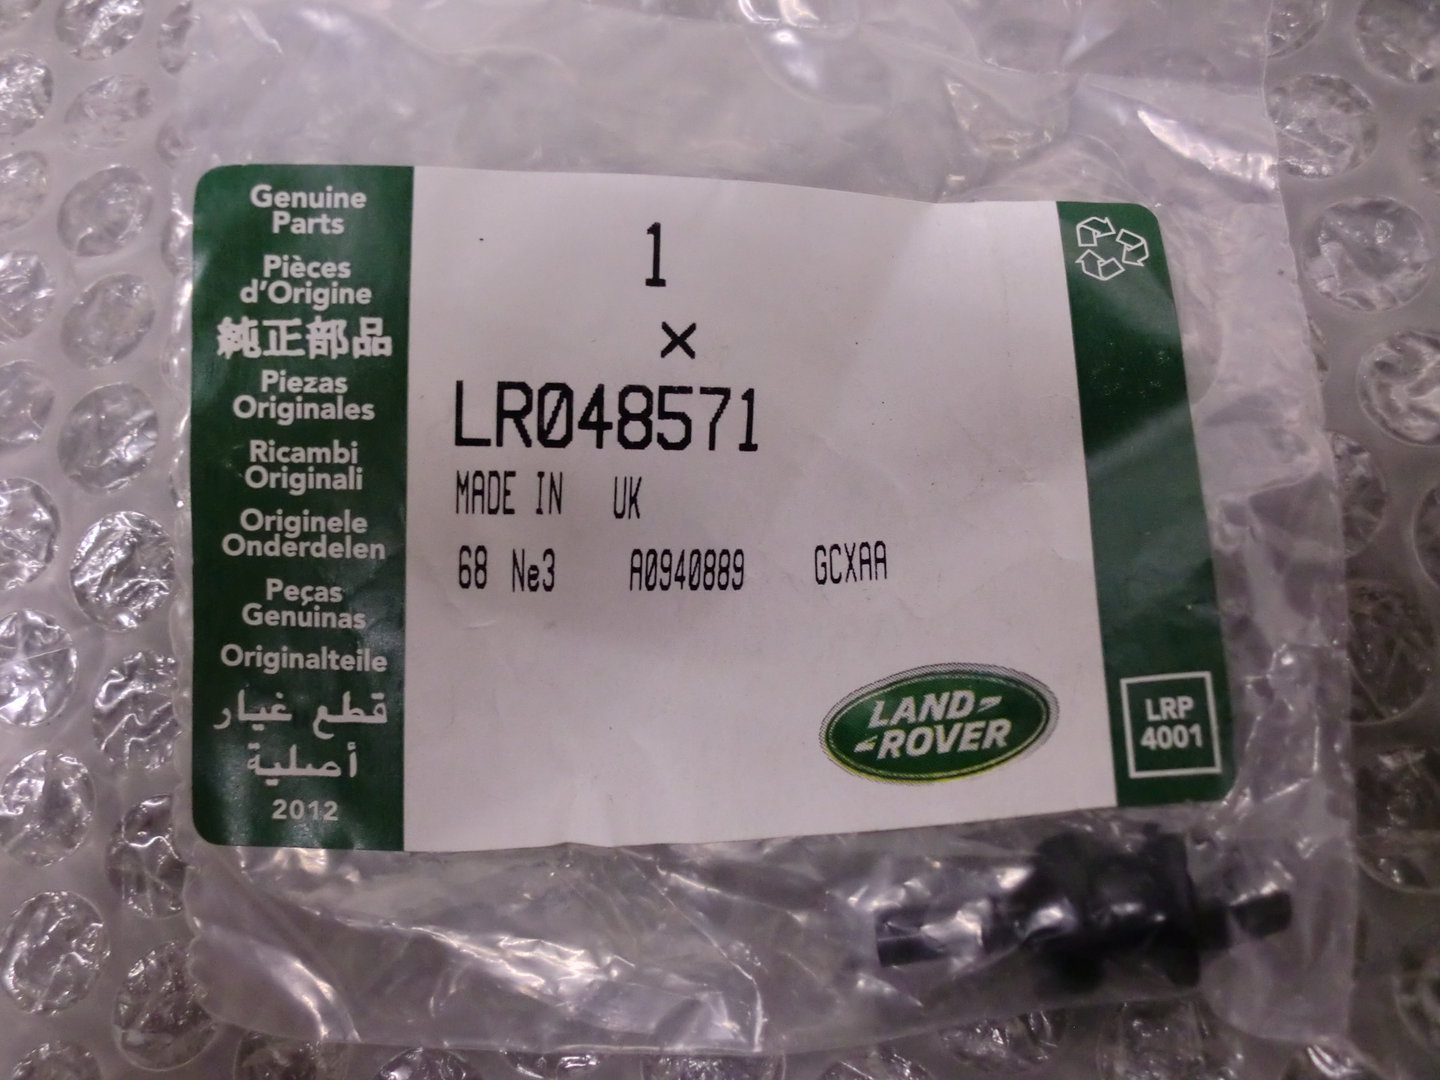 Genuine
Parts
Pièces
d'Origine
純正部品
Piezas
Originales
Ricambi
Originali
Originele
Onderdelen
Peças
Genuinas
Originalteile
قطع غيار
أصلية
2012
1
×
LR048571
MADE IN UK
68 Ne3 A0940889 GCXAA
LAND
ROVER
LRP
4001